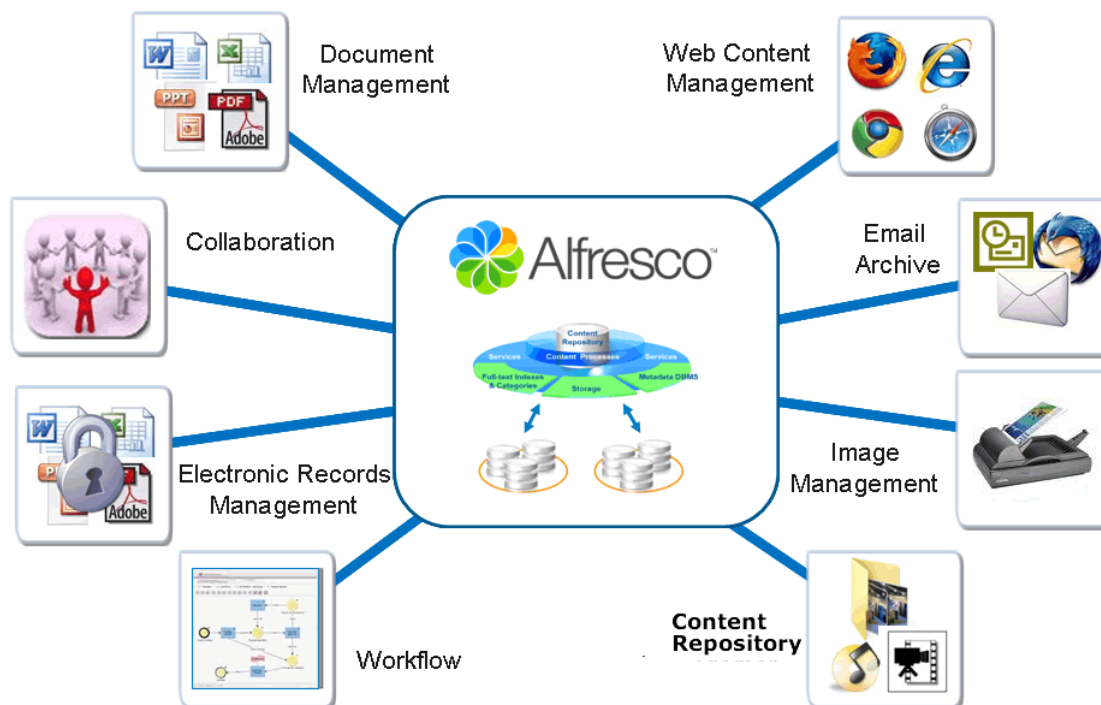 Document
Management
Web Content
Management
W
X
PPT
PDF
Adobe
Collaboration
Email
Archive
Alfresco™
Content
Repository
Services
Content Processes
Services
Full-text Indexes
& Categories
Storage
Metadata DBMS
W
X
Adobe
Electronic Records
Management
Image
Management
Workflow
Content
Repository